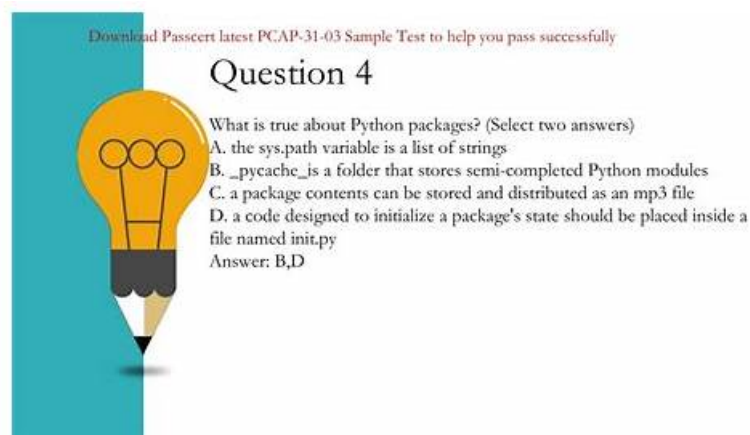 Download Passcert latest PCAP-31-03 Sample Test to help you pass successfully
Question 4
What is true about Python packages? (Select two answers)
A. the sys.path variable is a list of strings
B. _pycache_is a folder that stores semi-completed Python modules
C. a package contents can be stored and distributed as an mp3 file
D. a code designed to initialize a package's state should be placed inside a
file named init.py
Answer: B,D